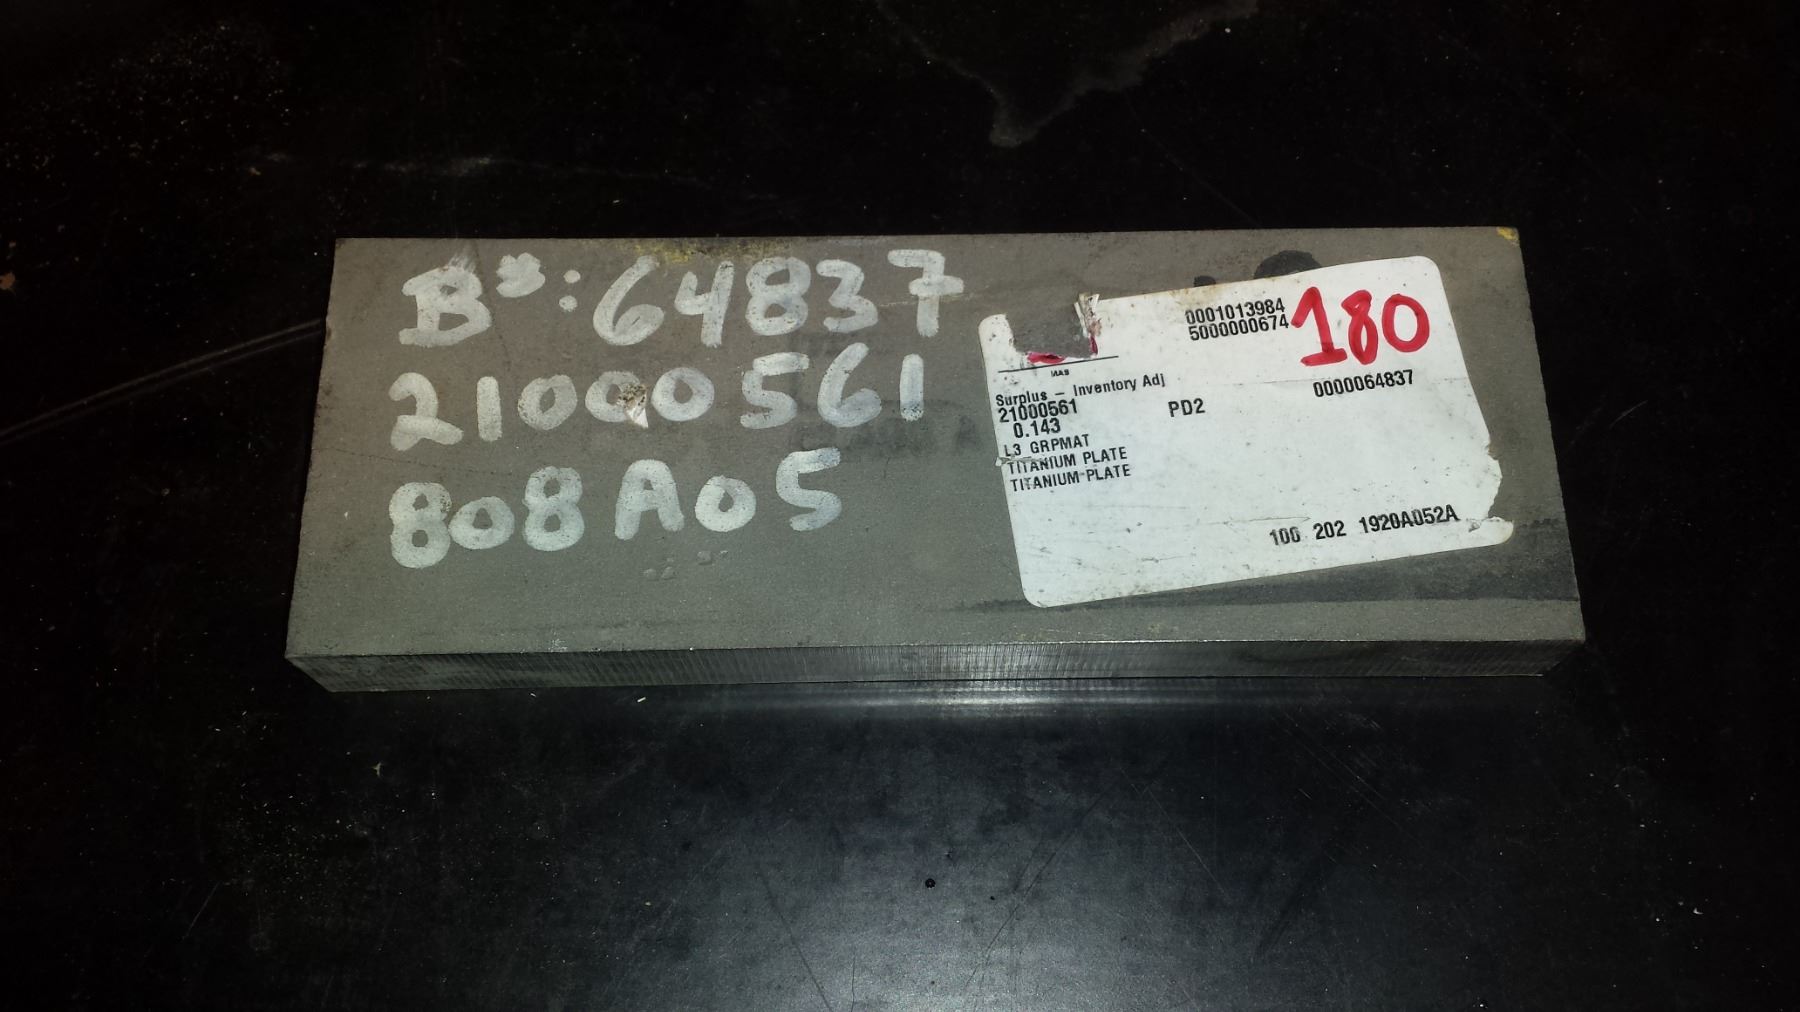 B#: 64837
21000561
808A05
0001013984
5000000674
180
Surplus – Inventory Adj
21000561 PD2 0000064837
0.143
L3 GRPMAT
TITANIUM PLATE
TITANIUM PLATE
100 202 1920A052A